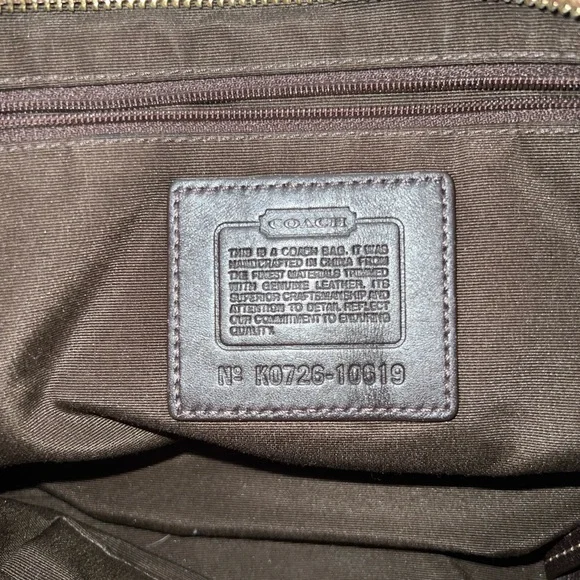 COACH
THIS IS A COACH BAG. IT WAS
HANDCRAFTED IN CHINA FROM
THE FINEST MATERIALS TRIMMED
WITH GENUINE LEATHER. ITS
SUPERIOR CRAFTSMANSHIP AND
ATTENTION TO DETAIL REFLECT
OUR COMMITMENT TO ENDURING
QUALITY.
Nº K0726-10619